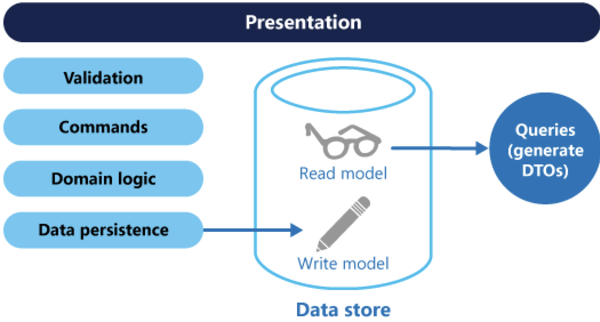 Presentation
Validation
Commands
Domain logic
Data persistence
Read model
Write model
Data store
Queries
(generate
DTOs)